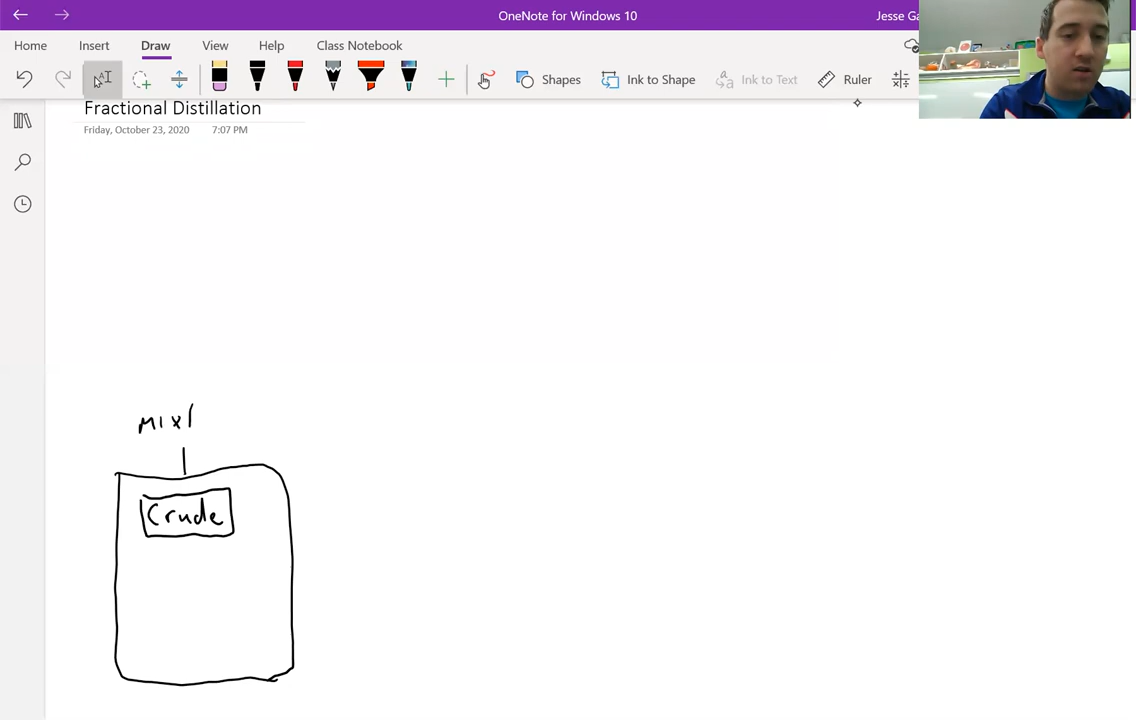 OneNote for Windows 10
Jesse Ga
Home Insert Draw View Help Class Notebook
Shapes Ink to Shape Ink to Text Ruler
Fractional Distillation
Friday, October 23, 2020 7:07 PM
Crude